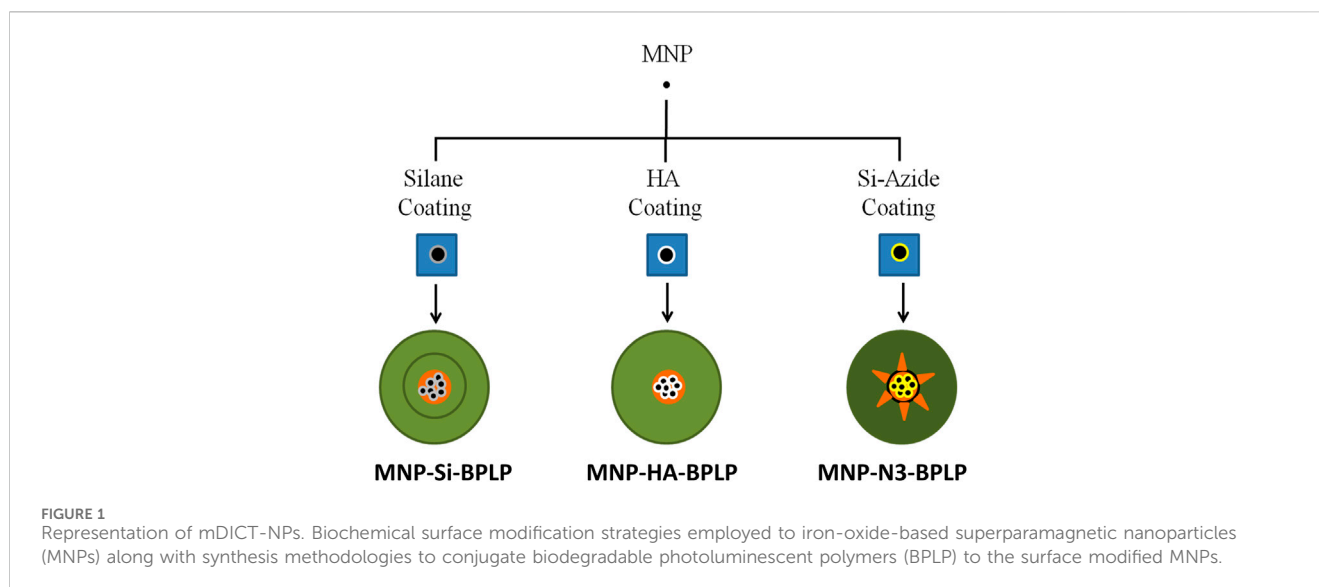 MNP
Silane
Coating
HA
Coating
Si-Azide
Coating
MNP-Si-BPLP
MNP-HA-BPLP
MNP-N3-BPLP
FIGURE 1
Representation of mDICT-NPs. Biochemical surface modification strategies employed to iron-oxide-based superparamagnetic nanoparticles
(MNPs) along with synthesis methodologies to conjugate biodegradable photoluminescent polymers (BPLP) to the surface modified MNPs.